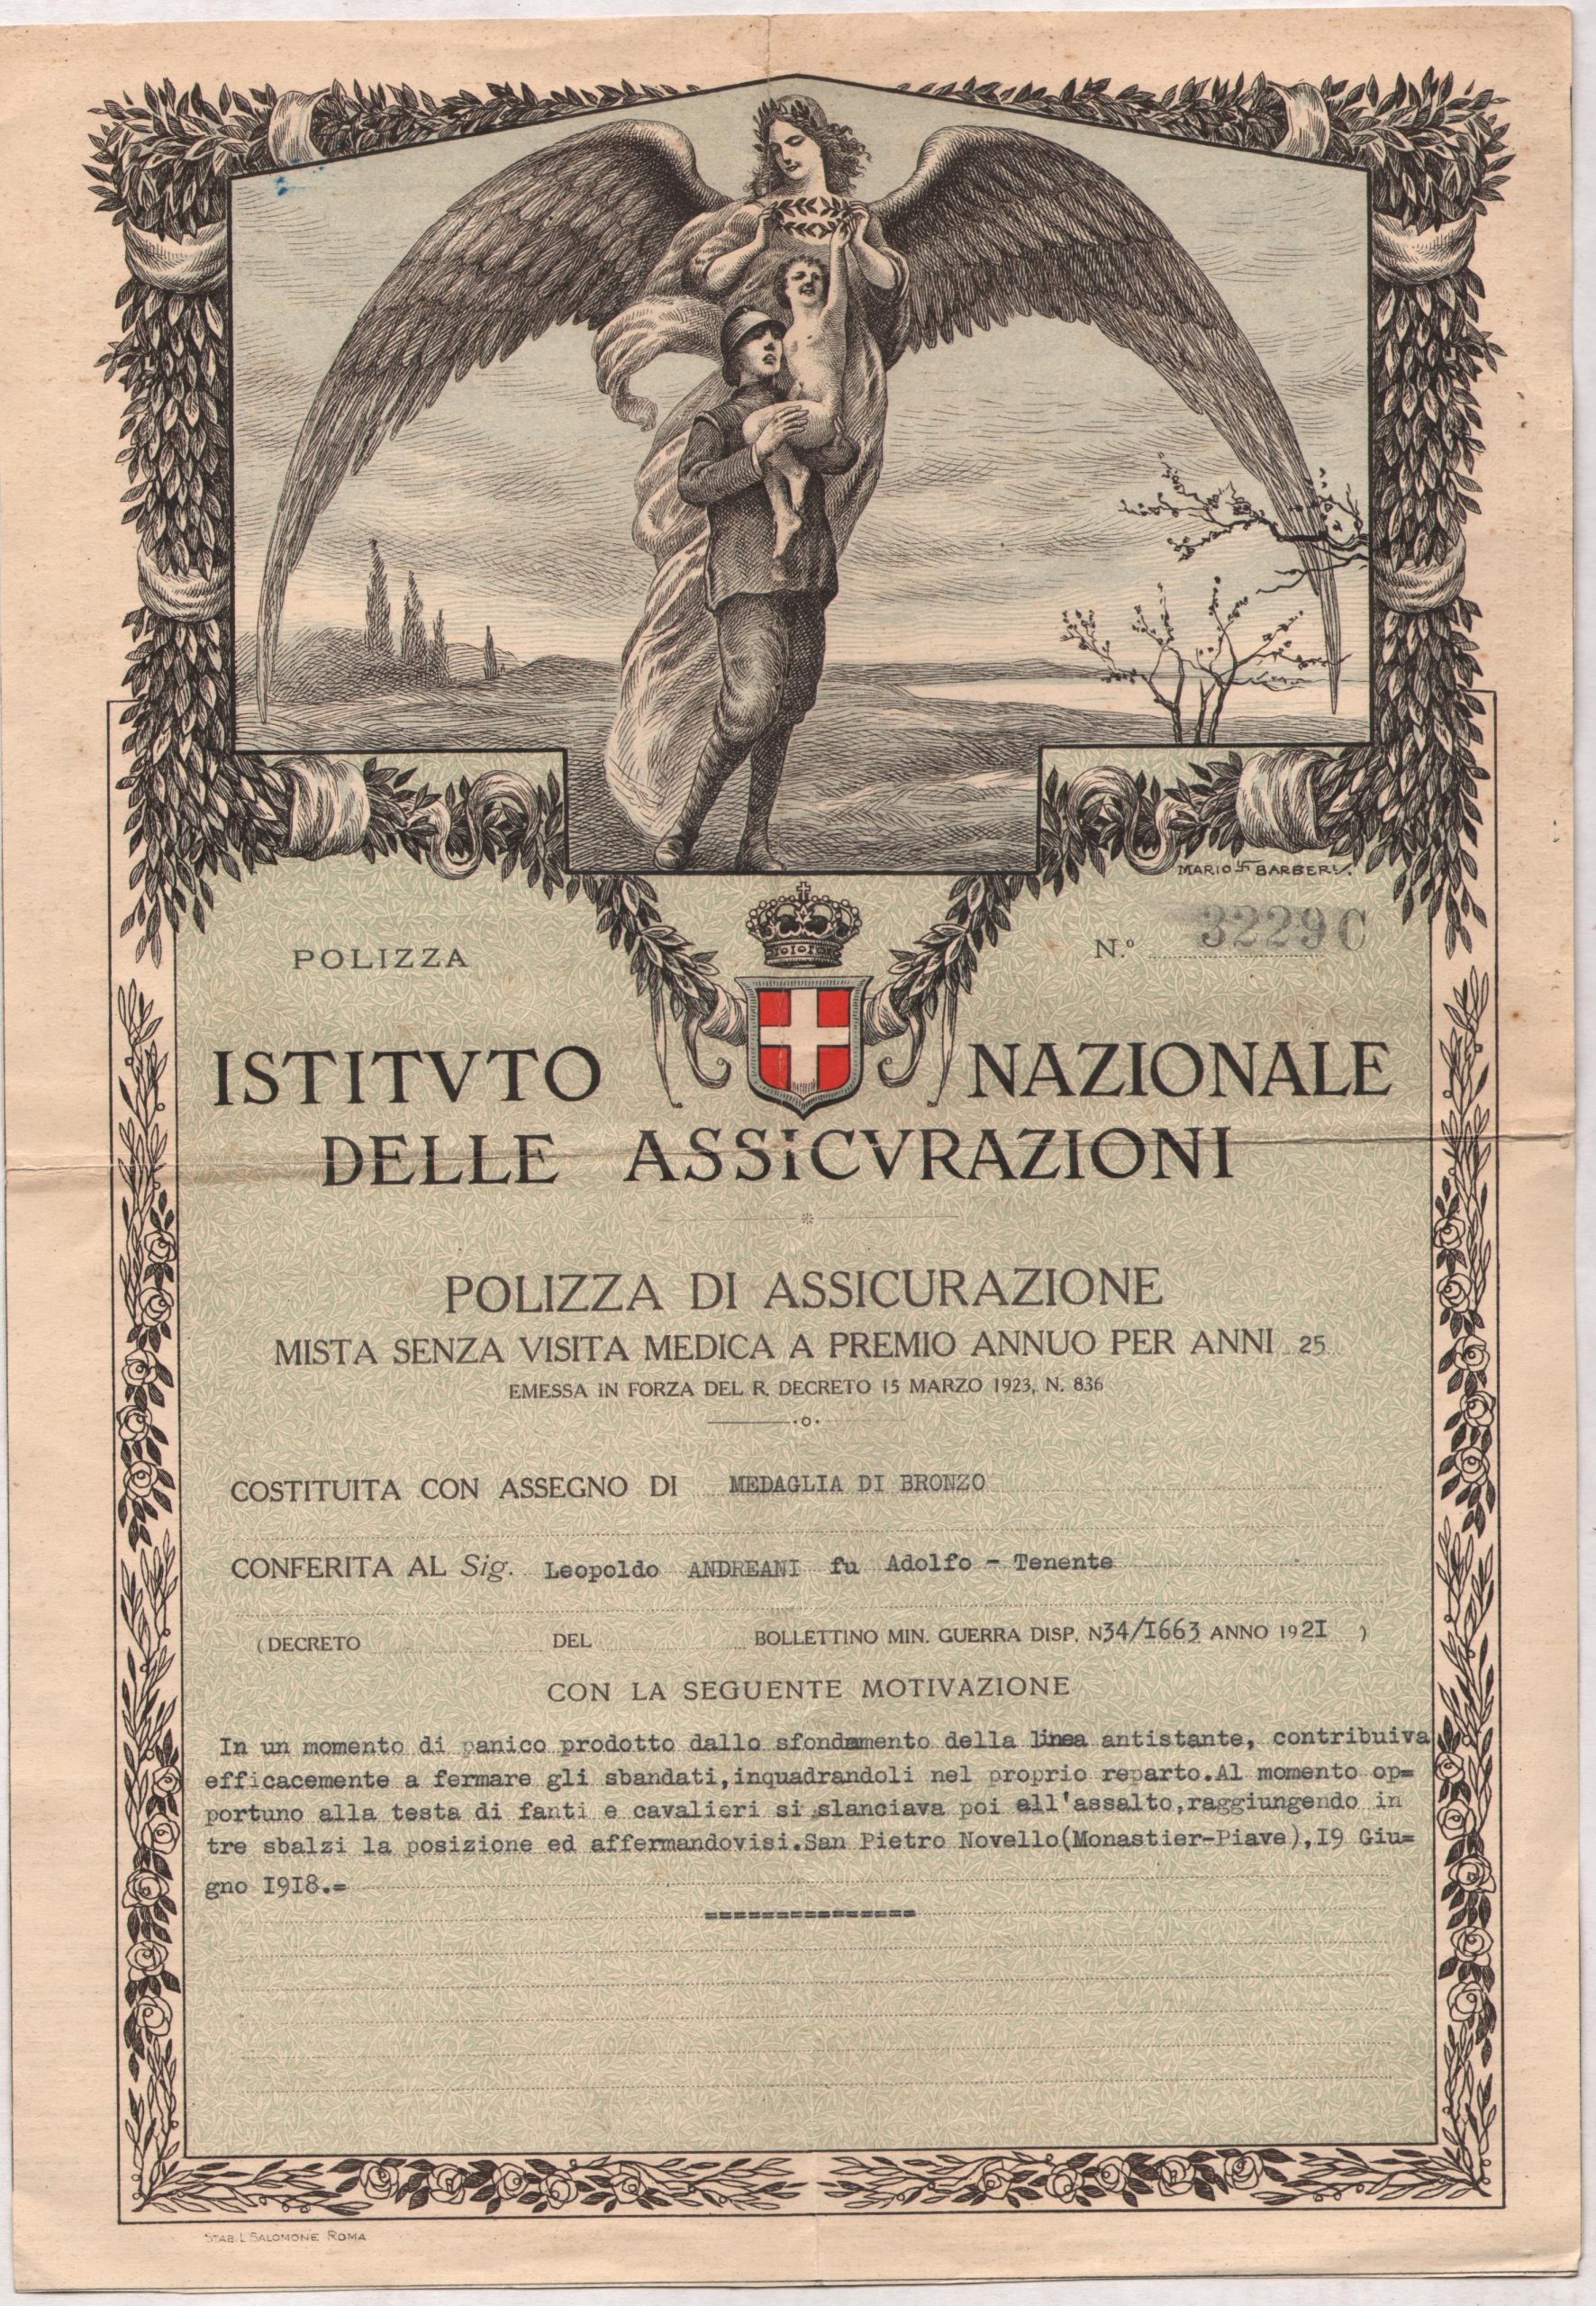 MARIO BARBERIS.
POLIZZA
N.º 3229C
ISTITVTO NAZIONALE
DELLE ASSiCVRAZIONI
POLIZZA DI ASSICURAZIONE
MISTA SENZA VISITA MEDICA A PREMIO ANNUO PER ANNI 25
EMESSA IN FORZA DEL R. DECRETO 15 MARZO 1923, N. 836
COSTITUITA CON ASSEGNO DI MEDAGLIA DI BRONZO
CONFERITA AL Sig. Leopoldo ANDREANI fu Adolfo - Tenente
(DECRETO DEL BOLLETTINO MIN. GUERRA DISP. N34/I663 ANNO 192I )
CON LA SEGUENTE MOTIVAZIONE
In un momento di panico prodotto dallo sfondamento della linea antistante, contribuiva
efficacemente a fermare gli sbandati,inquadrandoli nel proprio reparto.Al momento op=
portuno alla testa di fanti e cavalieri si slanciava poi all'assalto,raggiungendo in
tre sbalzi la posizione ed affermandovisi.San Pietro Novello(Monastier-Piave),I9 Giu=
gno I918.=
===============
STAB. L. SALOMONE ROMA